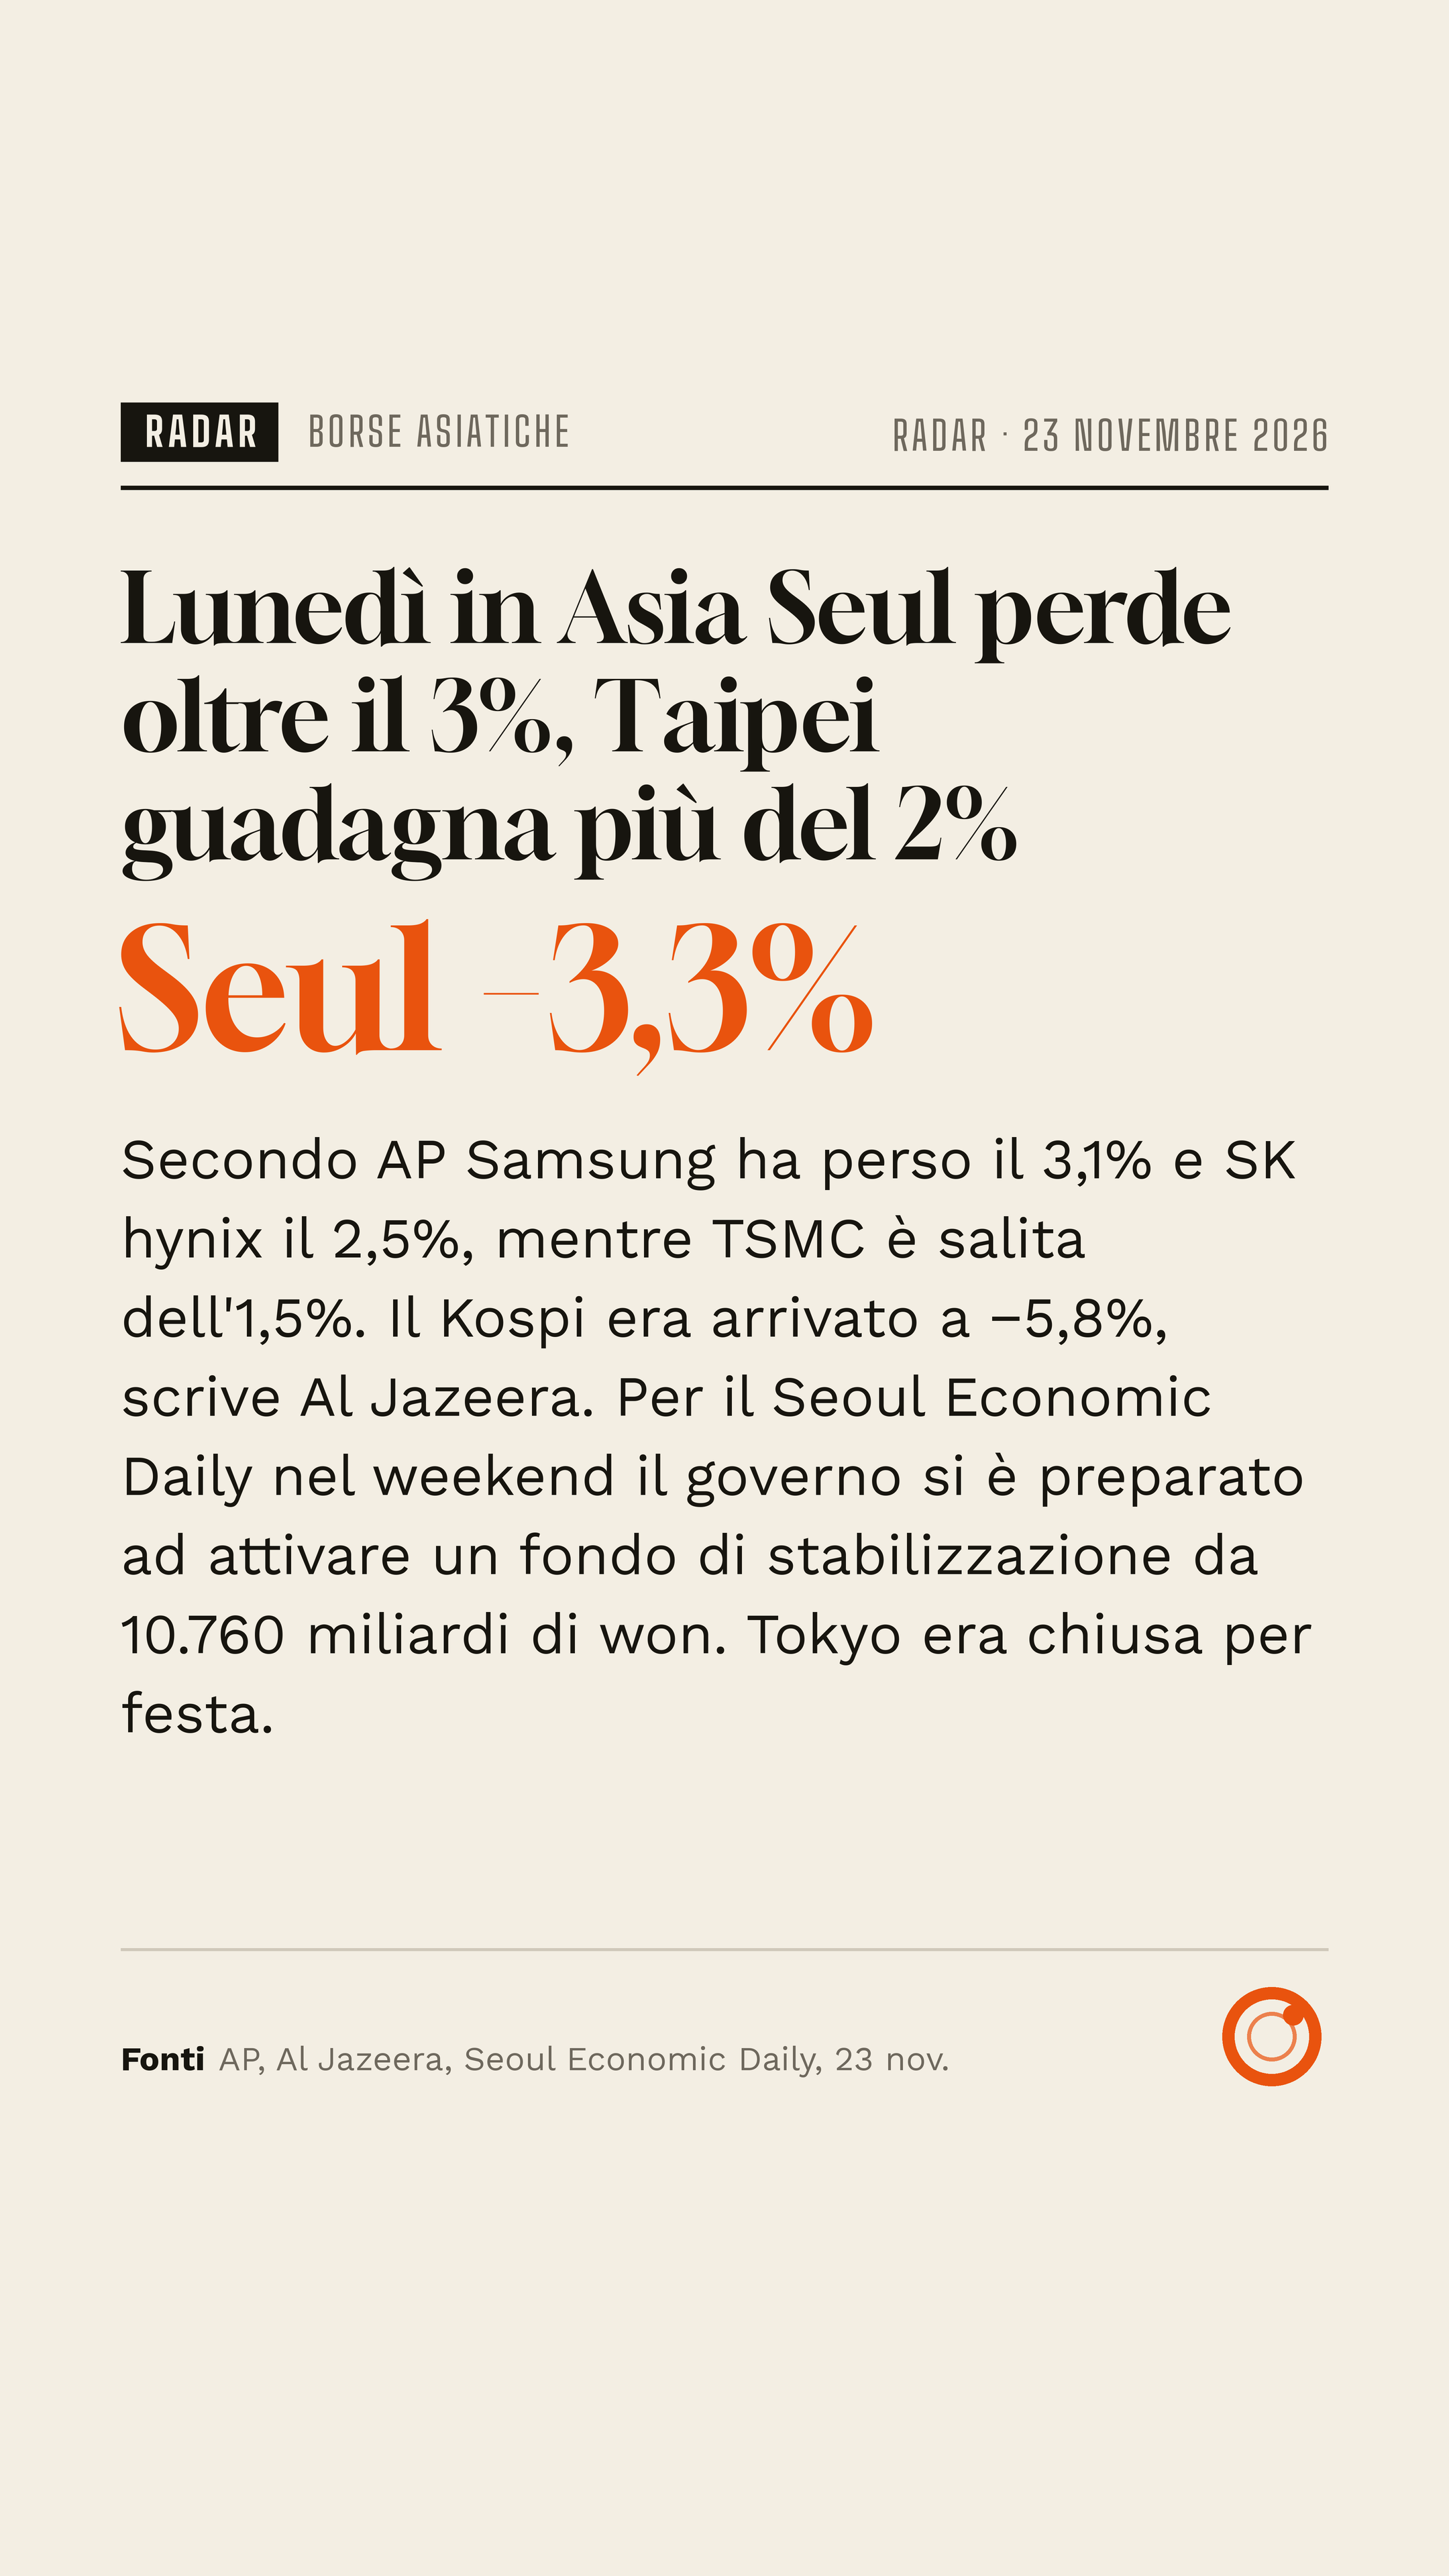 RADAR BORSE ASIATICHE RADAR · 23 NOVEMBRE 2026
Lunedì in Asia Seul perde
oltre il 3%, Taipei
guadagna più del 2%
Seul −3,3%
Secondo AP Samsung ha perso il 3,1% e SK
hynix il 2,5%, mentre TSMC è salita
dell'1,5%. Il Kospi era arrivato a −5,8%,
scrive Al Jazeera. Per il Seoul Economic
Daily nel weekend il governo si è preparato
ad attivare un fondo di stabilizzazione da
10.760 miliardi di won. Tokyo era chiusa per
festa.
Fonti AP, Al Jazeera, Seoul Economic Daily, 23 nov.